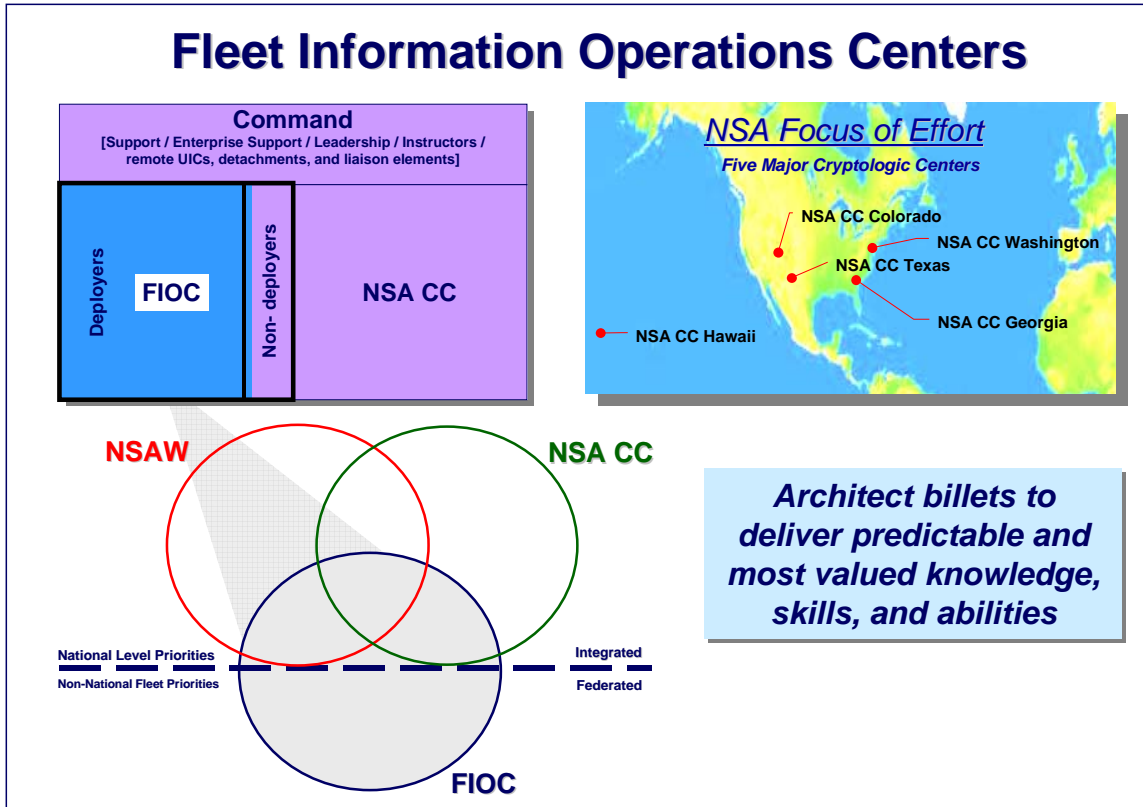 Fleet Information Operations Centers
Command
[Support / Enterprise Support / Leadership / Instructors /
remote UICs, detachments, and liaison elements]
Deployers
FIOC
Non- deployers
NSA CC
NSA Focus of Effort
Five Major Cryptologic Centers
NSA CC Colorado
NSA CC Washington
NSA CC Texas
NSA CC Georgia
NSA CC Hawaii
NSAW
NSA CC
Architect billets to
deliver predictable and
most valued knowledge,
skills, and abilities
National Level Priorities
Integrated
Non-National Fleet Priorities
Federated
FIOC